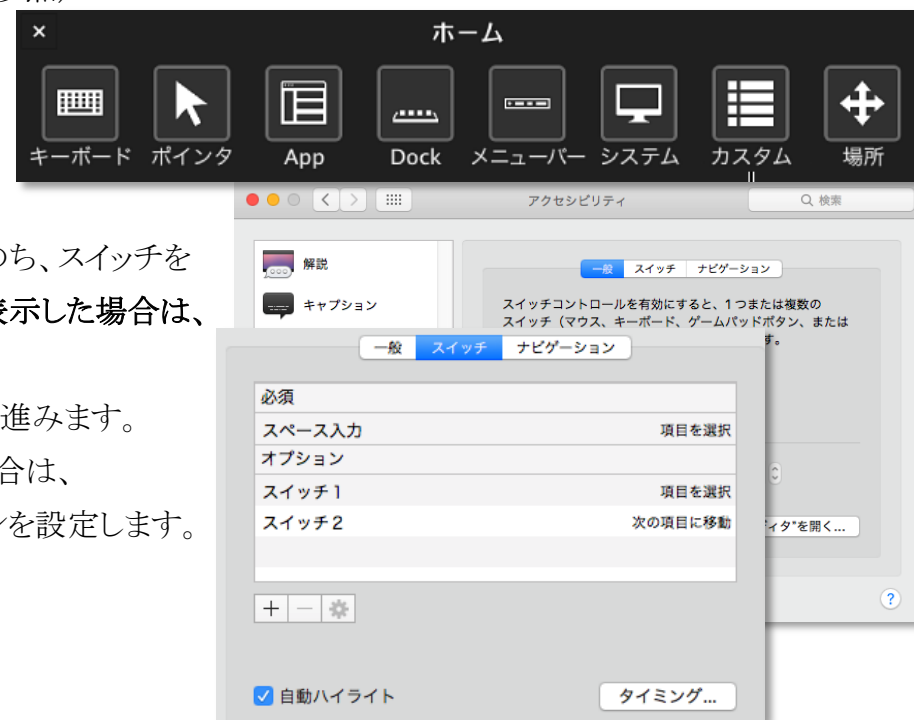 ホーム
キーボード ポインタ App Dock メニューバー システム カスタム 場所
アクセシビリティ
検索
解説
キャプション
一般 スイッチ ナビゲーション
スイッチコントロールを有効にすると、1つまたは複数の
スイッチ（マウス、キーボード、ゲームパッドボタン、または
す。
ち、スイッチを
示した場合は、
進みます。
合は、
を設定します。
一般 スイッチ ナビゲーション
必須
スペース入力 項目を選択
オプション
スイッチ1 項目を選択
スイッチ2 次の項目に移動
ィタ"を開く...
?
+ −
自動ハイライト
タイミング...